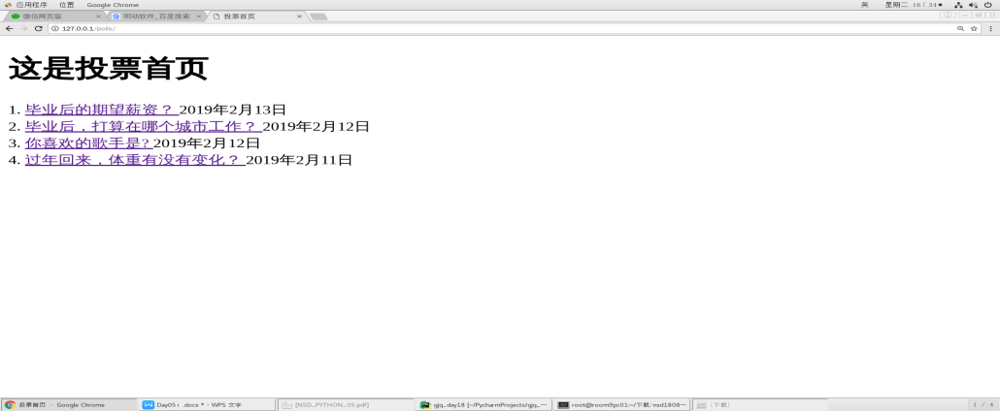 应用程序 位置 Google Chrome 英 星期二 16:34
微信网页版 × 明动软件_百度搜索 × 投票首页 ×
127.0.0.1/polls/
这是投票首页
1. 毕业后的期望薪资？ 2019年2月13日
2. 毕业后，打算在哪个城市工作？ 2019年2月12日
3. 你喜欢的歌手是? 2019年2月12日
4. 过年回来，体重有没有变化？ 2019年2月11日
投票首页 - Google Chrome Day05 .docx * - WPS 文字 [NSD_PYTHON_05.pdf] gjq_day18 [~/PycharmProjects/gjq_... root@room9pc01:~/下载/nsd1808... [下载] 1 / 4